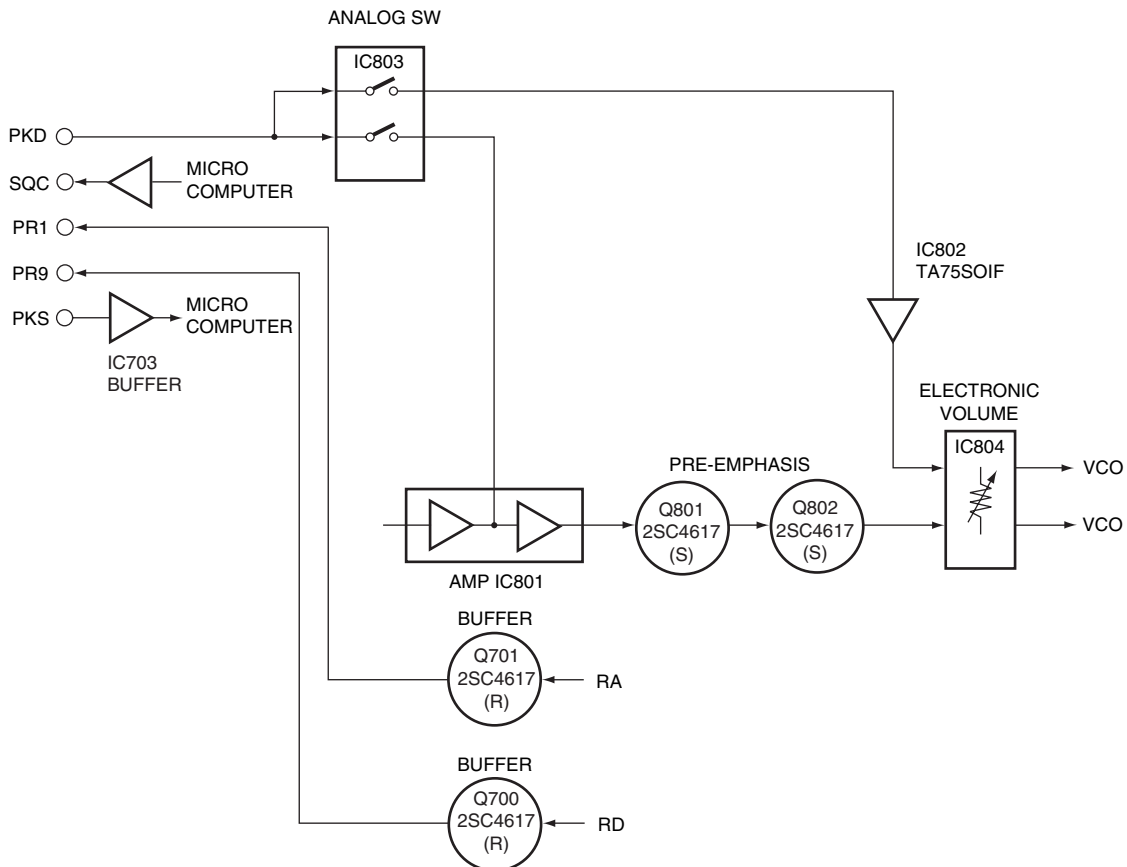 ANALOG SW
IC803
PKD
SQC
MICRO
COMPUTER
PR1
PR9
PKS
MICRO
COMPUTER
IC703
BUFFER
IC802
TA75SOIF
ELECTRONIC
VOLUME
IC804
VCO
VCO
PRE-EMPHASIS
Q801
2SC4617
(S)
Q802
2SC4617
(S)
AMP IC801
BUFFER
Q701
2SC4617
(R)
RA
BUFFER
Q700
2SC4617
(R)
RD